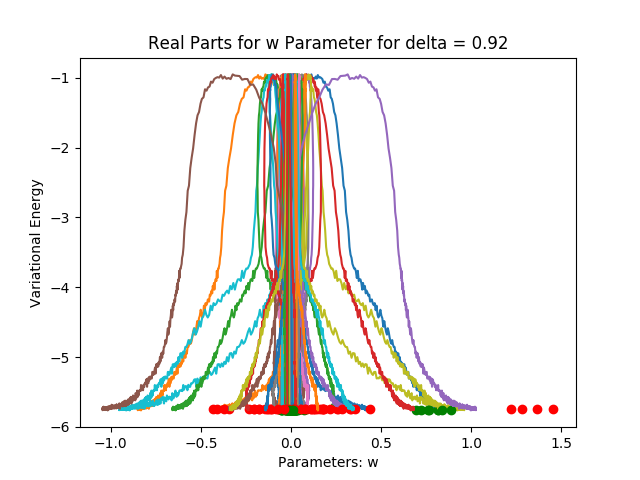 Real Parts for w Parameter for delta = 0.92
Variational Energy
−1
−2
−3
−4
−5
−6
−1.0 −0.5 0.0 0.5 1.0 1.5
Parameters: w